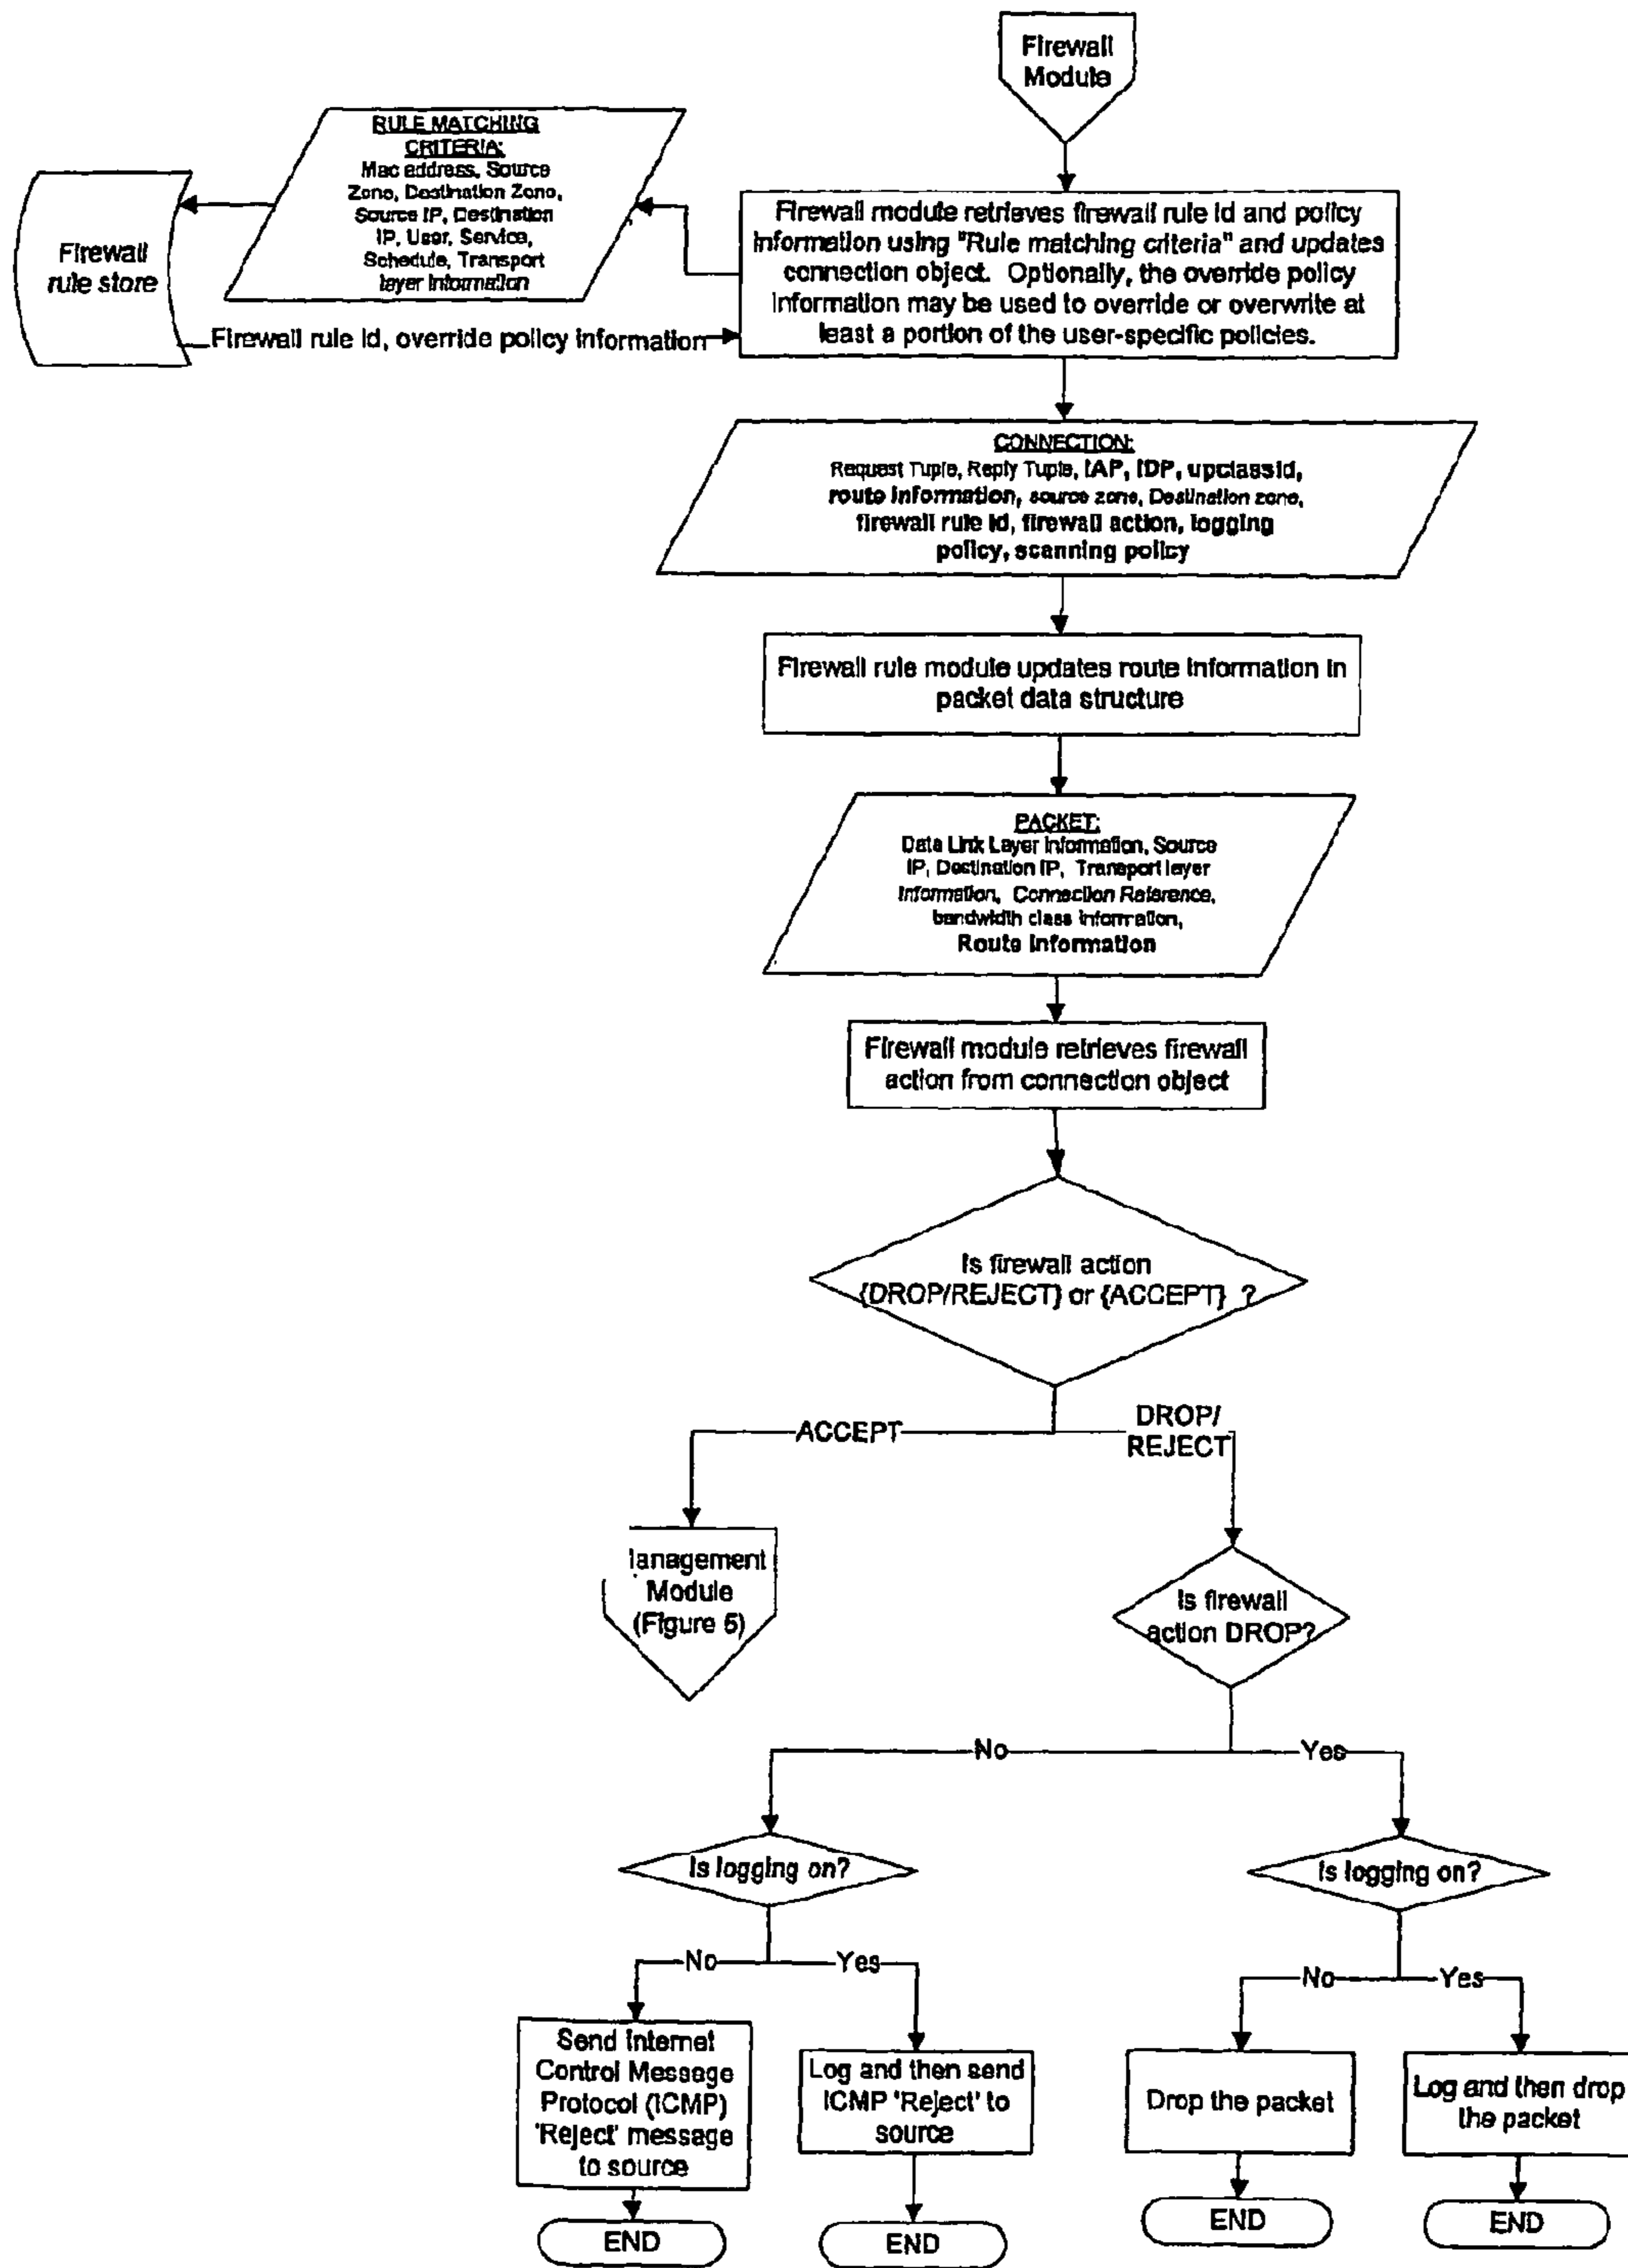 Firewall
Module
RULE MATCHING
CRITERIA:
Mac address, Source
Zone, Destination Zone,
Source IP, Destination
IP, User, Service,
Schedule, Transport
layer Information
Firewall
rule store
Firewall rule id, override policy information
Firewall module retrieves firewall rule id and policy
information using "Rule matching criteria" and updates
connection object. Optionally, the override policy
information may be used to override or overwrite at
least a portion of the user-specific policies.
CONNECTION:
Request Tuple, Reply Tuple, IAP, IDP, upclassid,
route information, source zone, Destination zone,
firewall rule id, firewall action, logging
policy, scanning policy
Firewall rule module updates route information in
packet data structure
PACKET:
Data Link Layer Information, Source
IP, Destination IP, Transport layer
Information, Connection Reference,
bandwidth class information,
Route Information
Firewall module retrieves firewall
action from connection object
Is firewall action
{DROP/REJECT} or {ACCEPT} ?
ACCEPT
DROP/
REJECT
anagement
Module
(Figure 5)
Is firewall
action DROP?
No
Yes
Is logging on?
Is logging on?
No
Yes
No
Yes
Send Internet
Control Message
Protocol (ICMP)
'Reject' message
to source
Log and then send
ICMP 'Reject' to
source
Drop the packet
Log and then drop
the packet
END
END
END
END